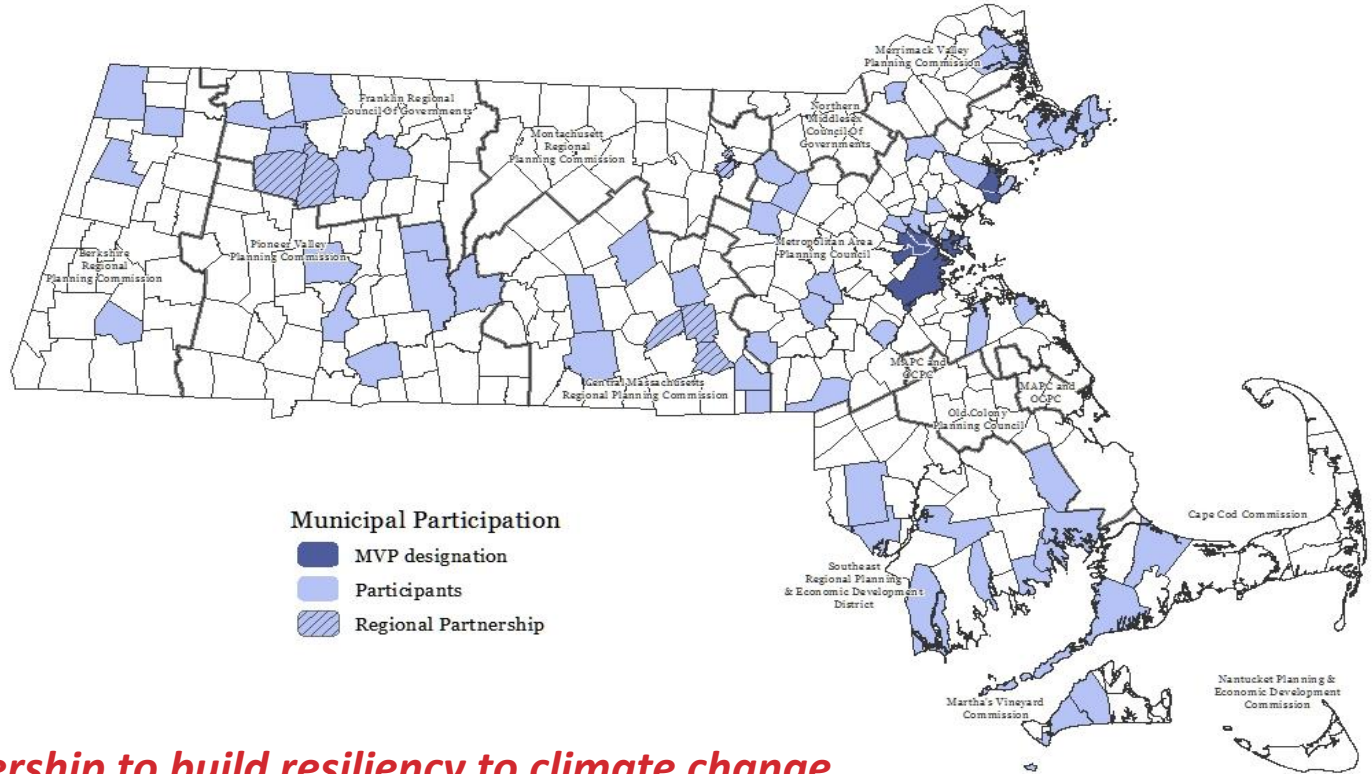 Merrimack Valley
Planning Commission
Franklin Regional
Council Of Governments
Northern
Middlesex
Council Of
Governments
Montachusett
Regional
Planning Commission
Metropolitan Area
Planning Council
Pioneer Valley
Planning Commission
Berkshire
Regional
Planning Commission
MAPC and
OCPC
MAPC and
OCPC
Central Massachusetts
Regional Planning Commission
Old Colony
Planning Council
Municipal Participation
MVP designation
Participants
Regional Partnership
Cape Cod Commission
Southeast
Regional Planning
& Economic Development
District
Martha's Vineyard
Commission
Nantucket Planning &
Economic Development
Commission
ership to build resiliency to climate change